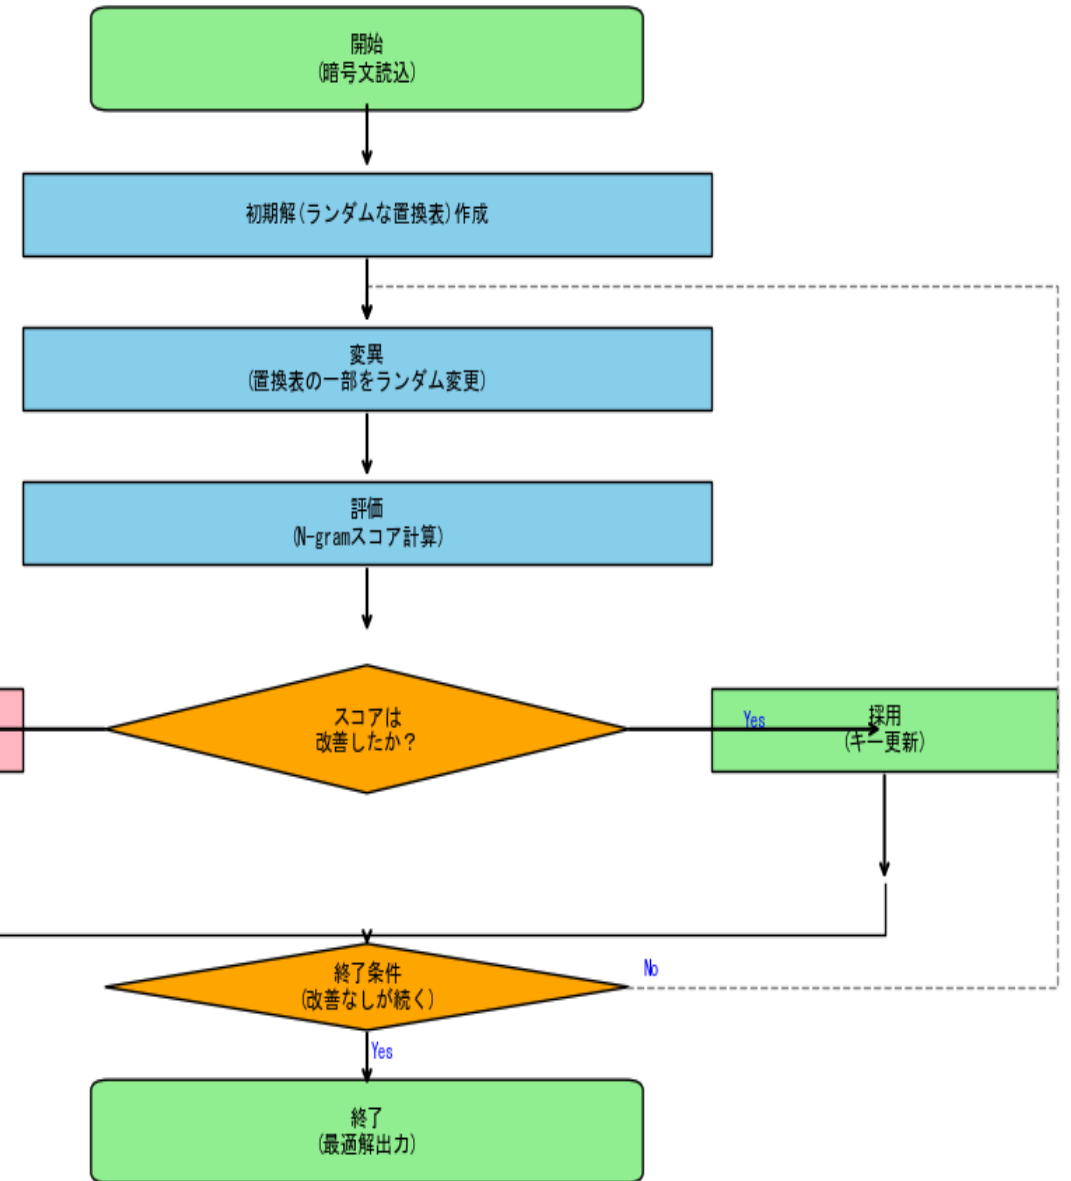 開始
(暗号文読込)
初期解(ランダムな置換表)作成
変異
(置換表の一部をランダム変更)
評価
(N-gramスコア計算)
スコアは
改善したか？
Yes
採用
(キー更新)
終了条件
(改善なしが続く)
No
Yes
終了
(最適解出力)